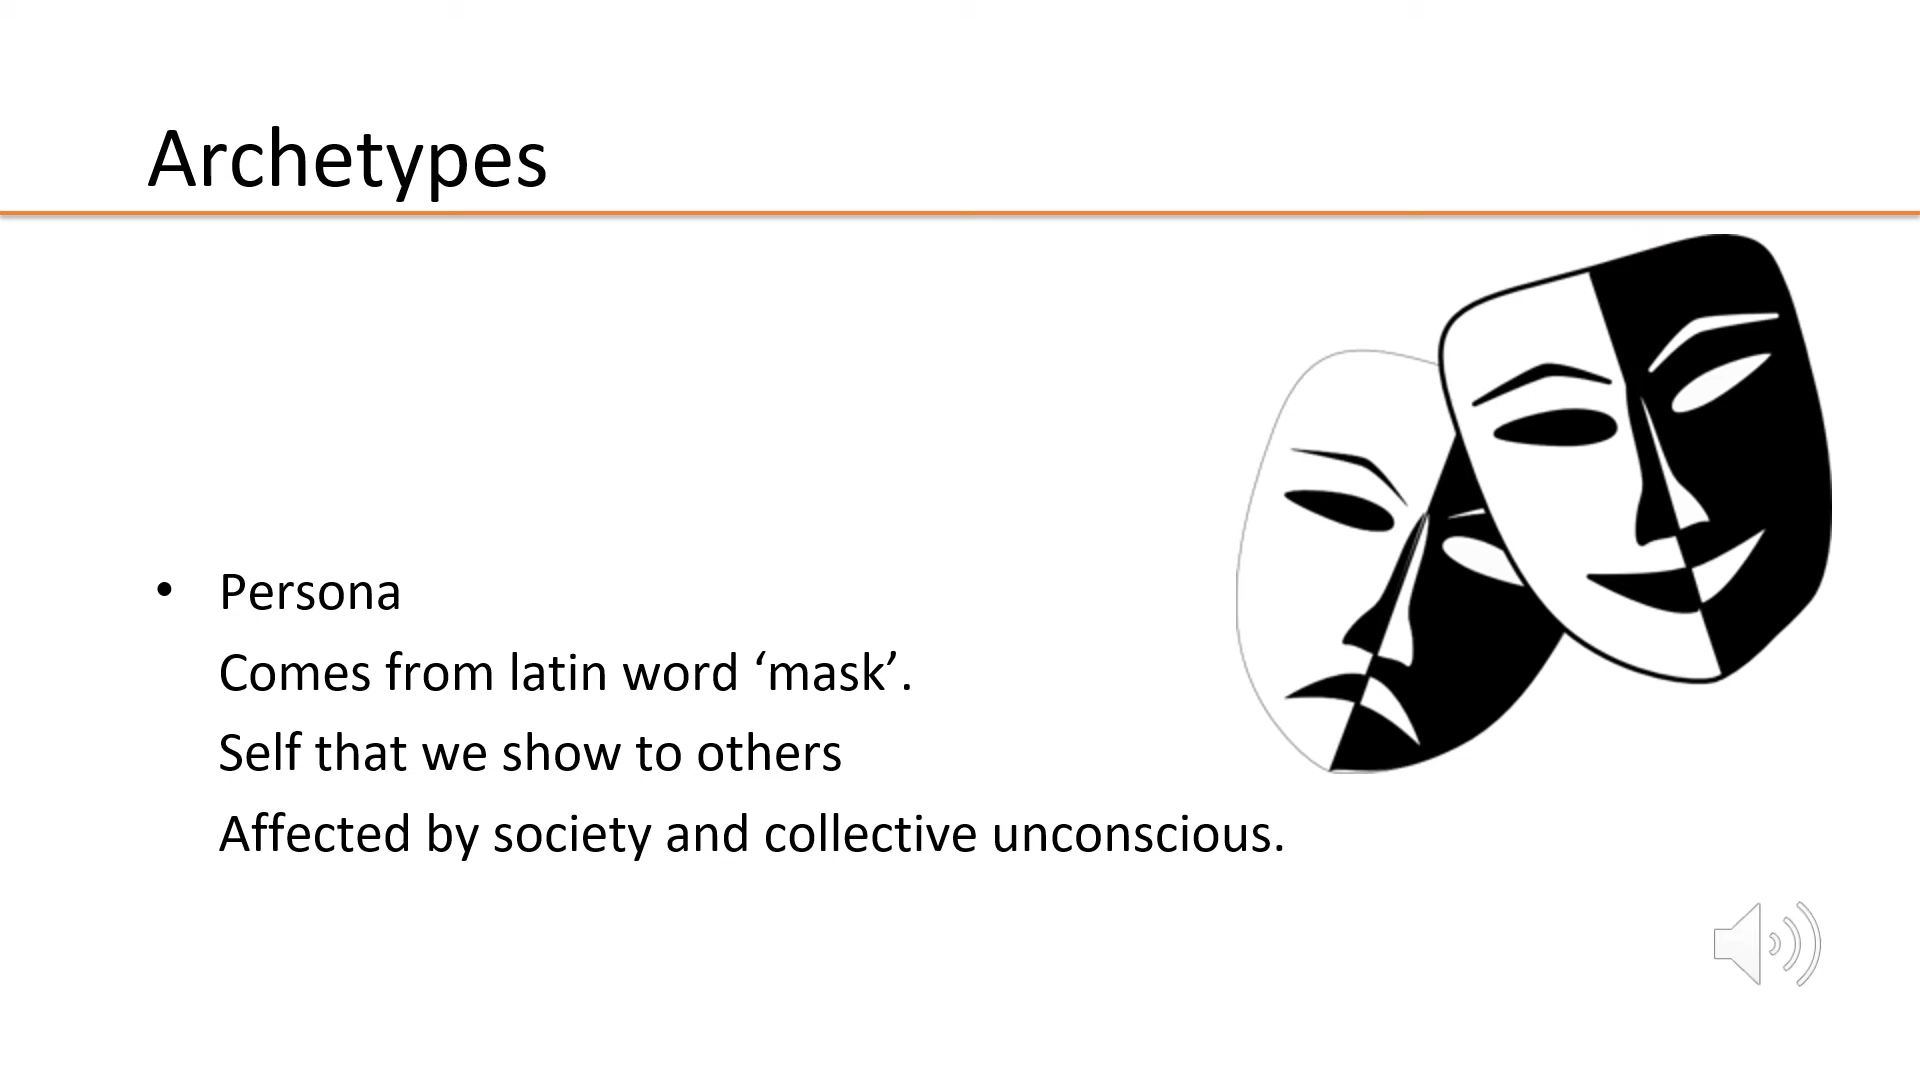 Archetypes
• Persona
Comes from latin word ‘mask’.
Self that we show to others
Affected by society and collective unconscious.